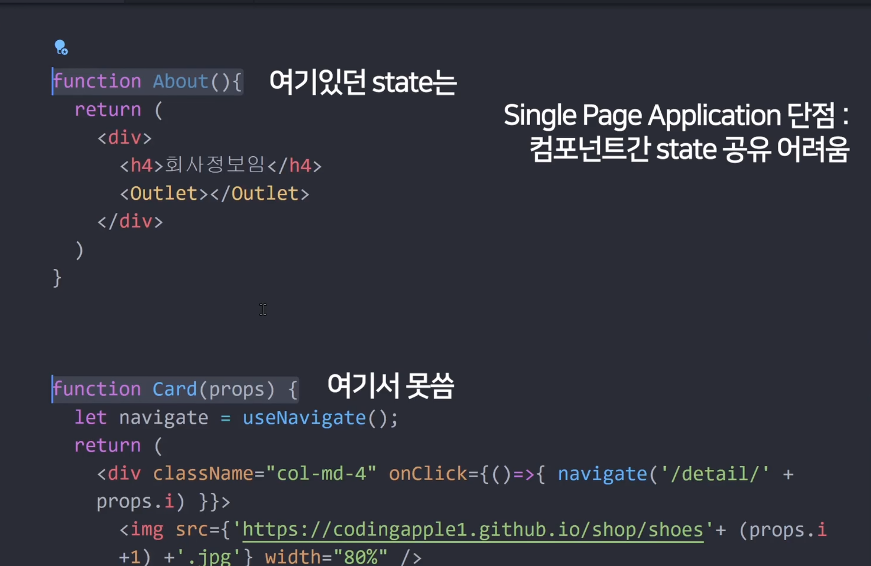 function About(){ 여기있던 state는
Single Page Application 단점 :
컴포넌트간 state 공유 어려움
return (
<div>
<h4>회사정보임</h4>
<Outlet></Outlet>
</div>
)
}
function Card(props) { 여기서 못씀
let navigate = useNavigate();
return (
<div className="col-md-4" onClick={()=>{ navigate('/detail/' +
props.i) }}>
<img src={'https://codingapple1.github.io/shop/shoes'+ (props.i
+1) +'.jpg'} width="80%" />